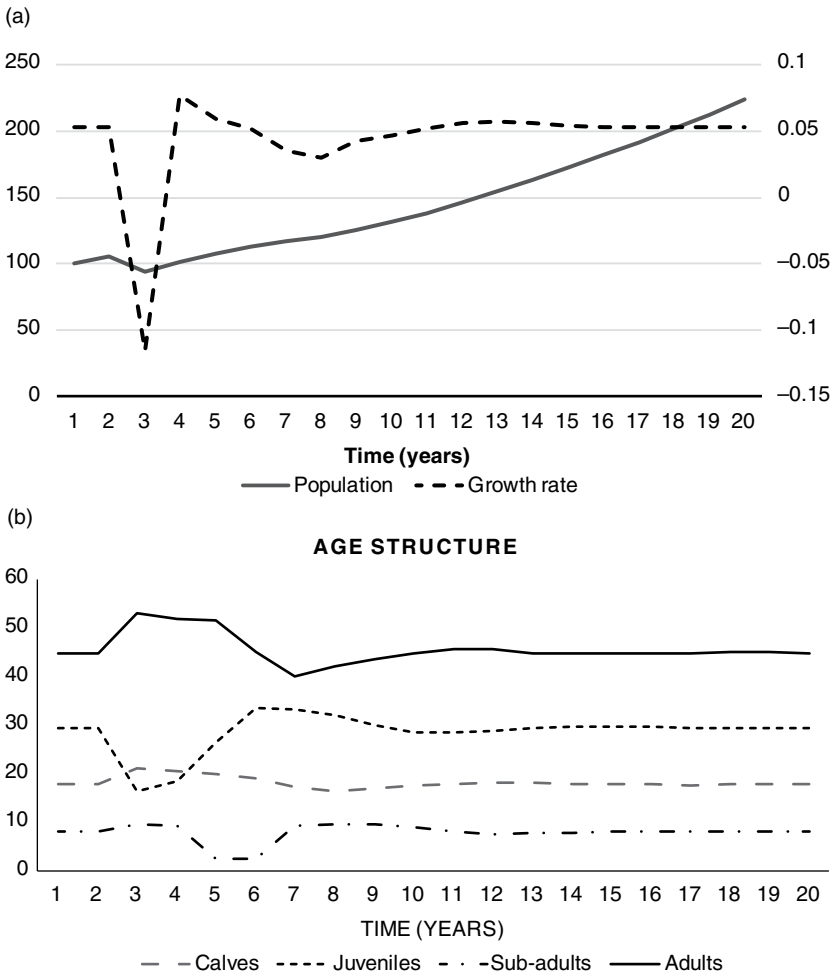 (a)
250 0.1
200 0.05
150 0
100 –0.05
50 –0.1
0 –0.15
1 2 3 4 5 6 7 8 9 10 11 12 13 14 15 16 17 18 19 20
Time (years)
Population Growth rate
(b)
AGE STRUCTURE
60
50
40
30
20
10
0
1 2 3 4 5 6 7 8 9 10 11 12 13 14 15 16 17 18 19 20
TIME (YEARS)
Calves Juveniles Sub-adults Adults